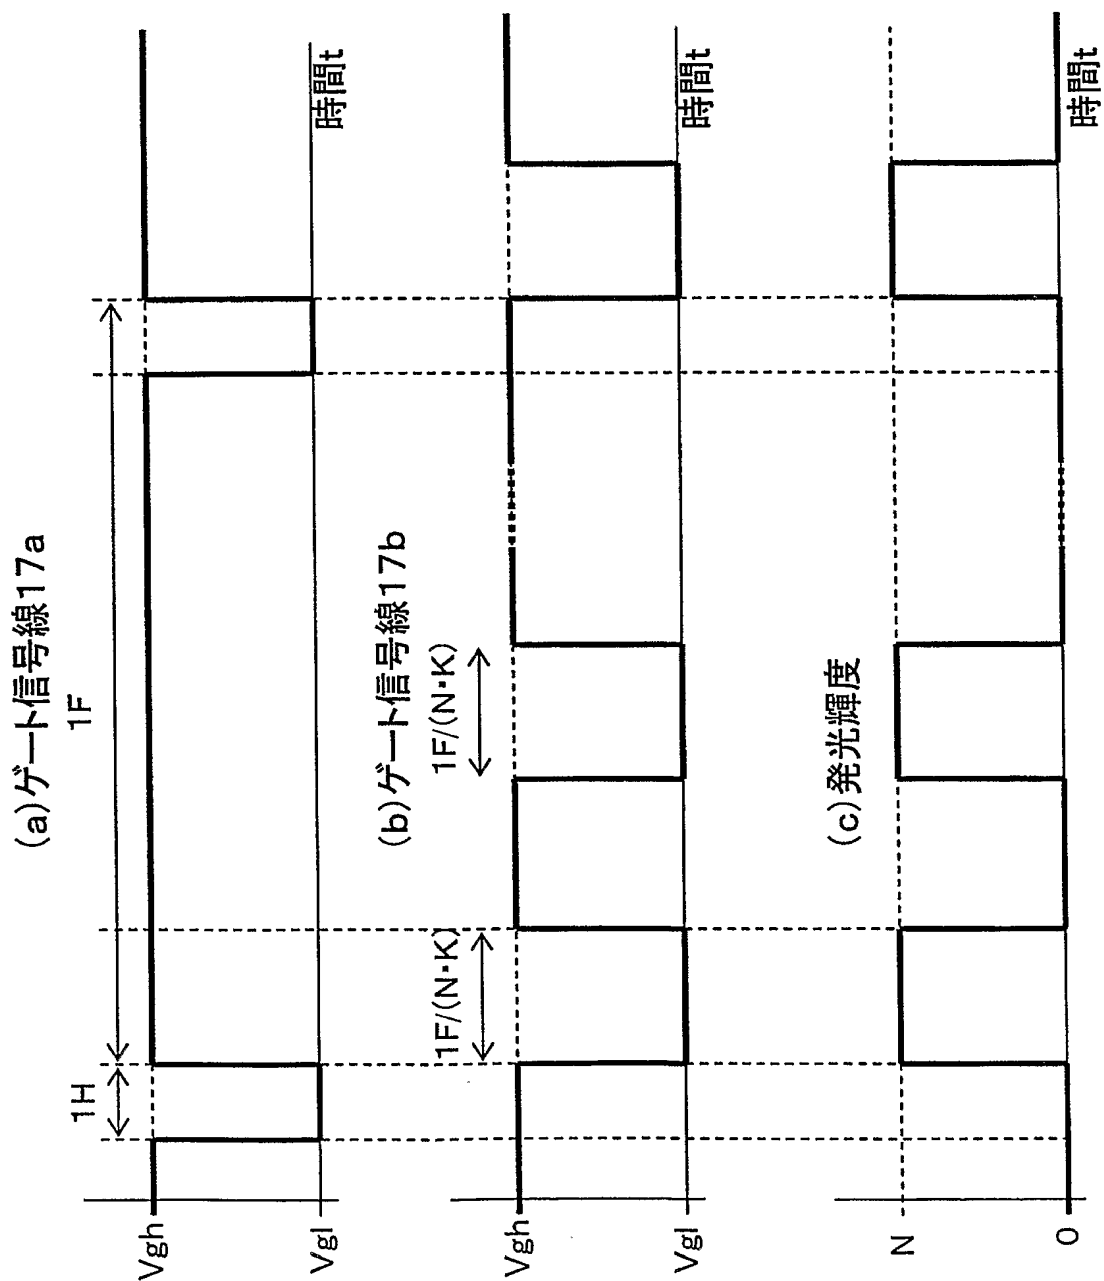 (a)ゲート信号線17a
1H
1F
Vgh
Vgl
時間t
(b)ゲート信号線17b
1F/(N・K)
1F/(N・K)
Vgh
Vgl
時間t
(c)発光輝度
N
0
時間t